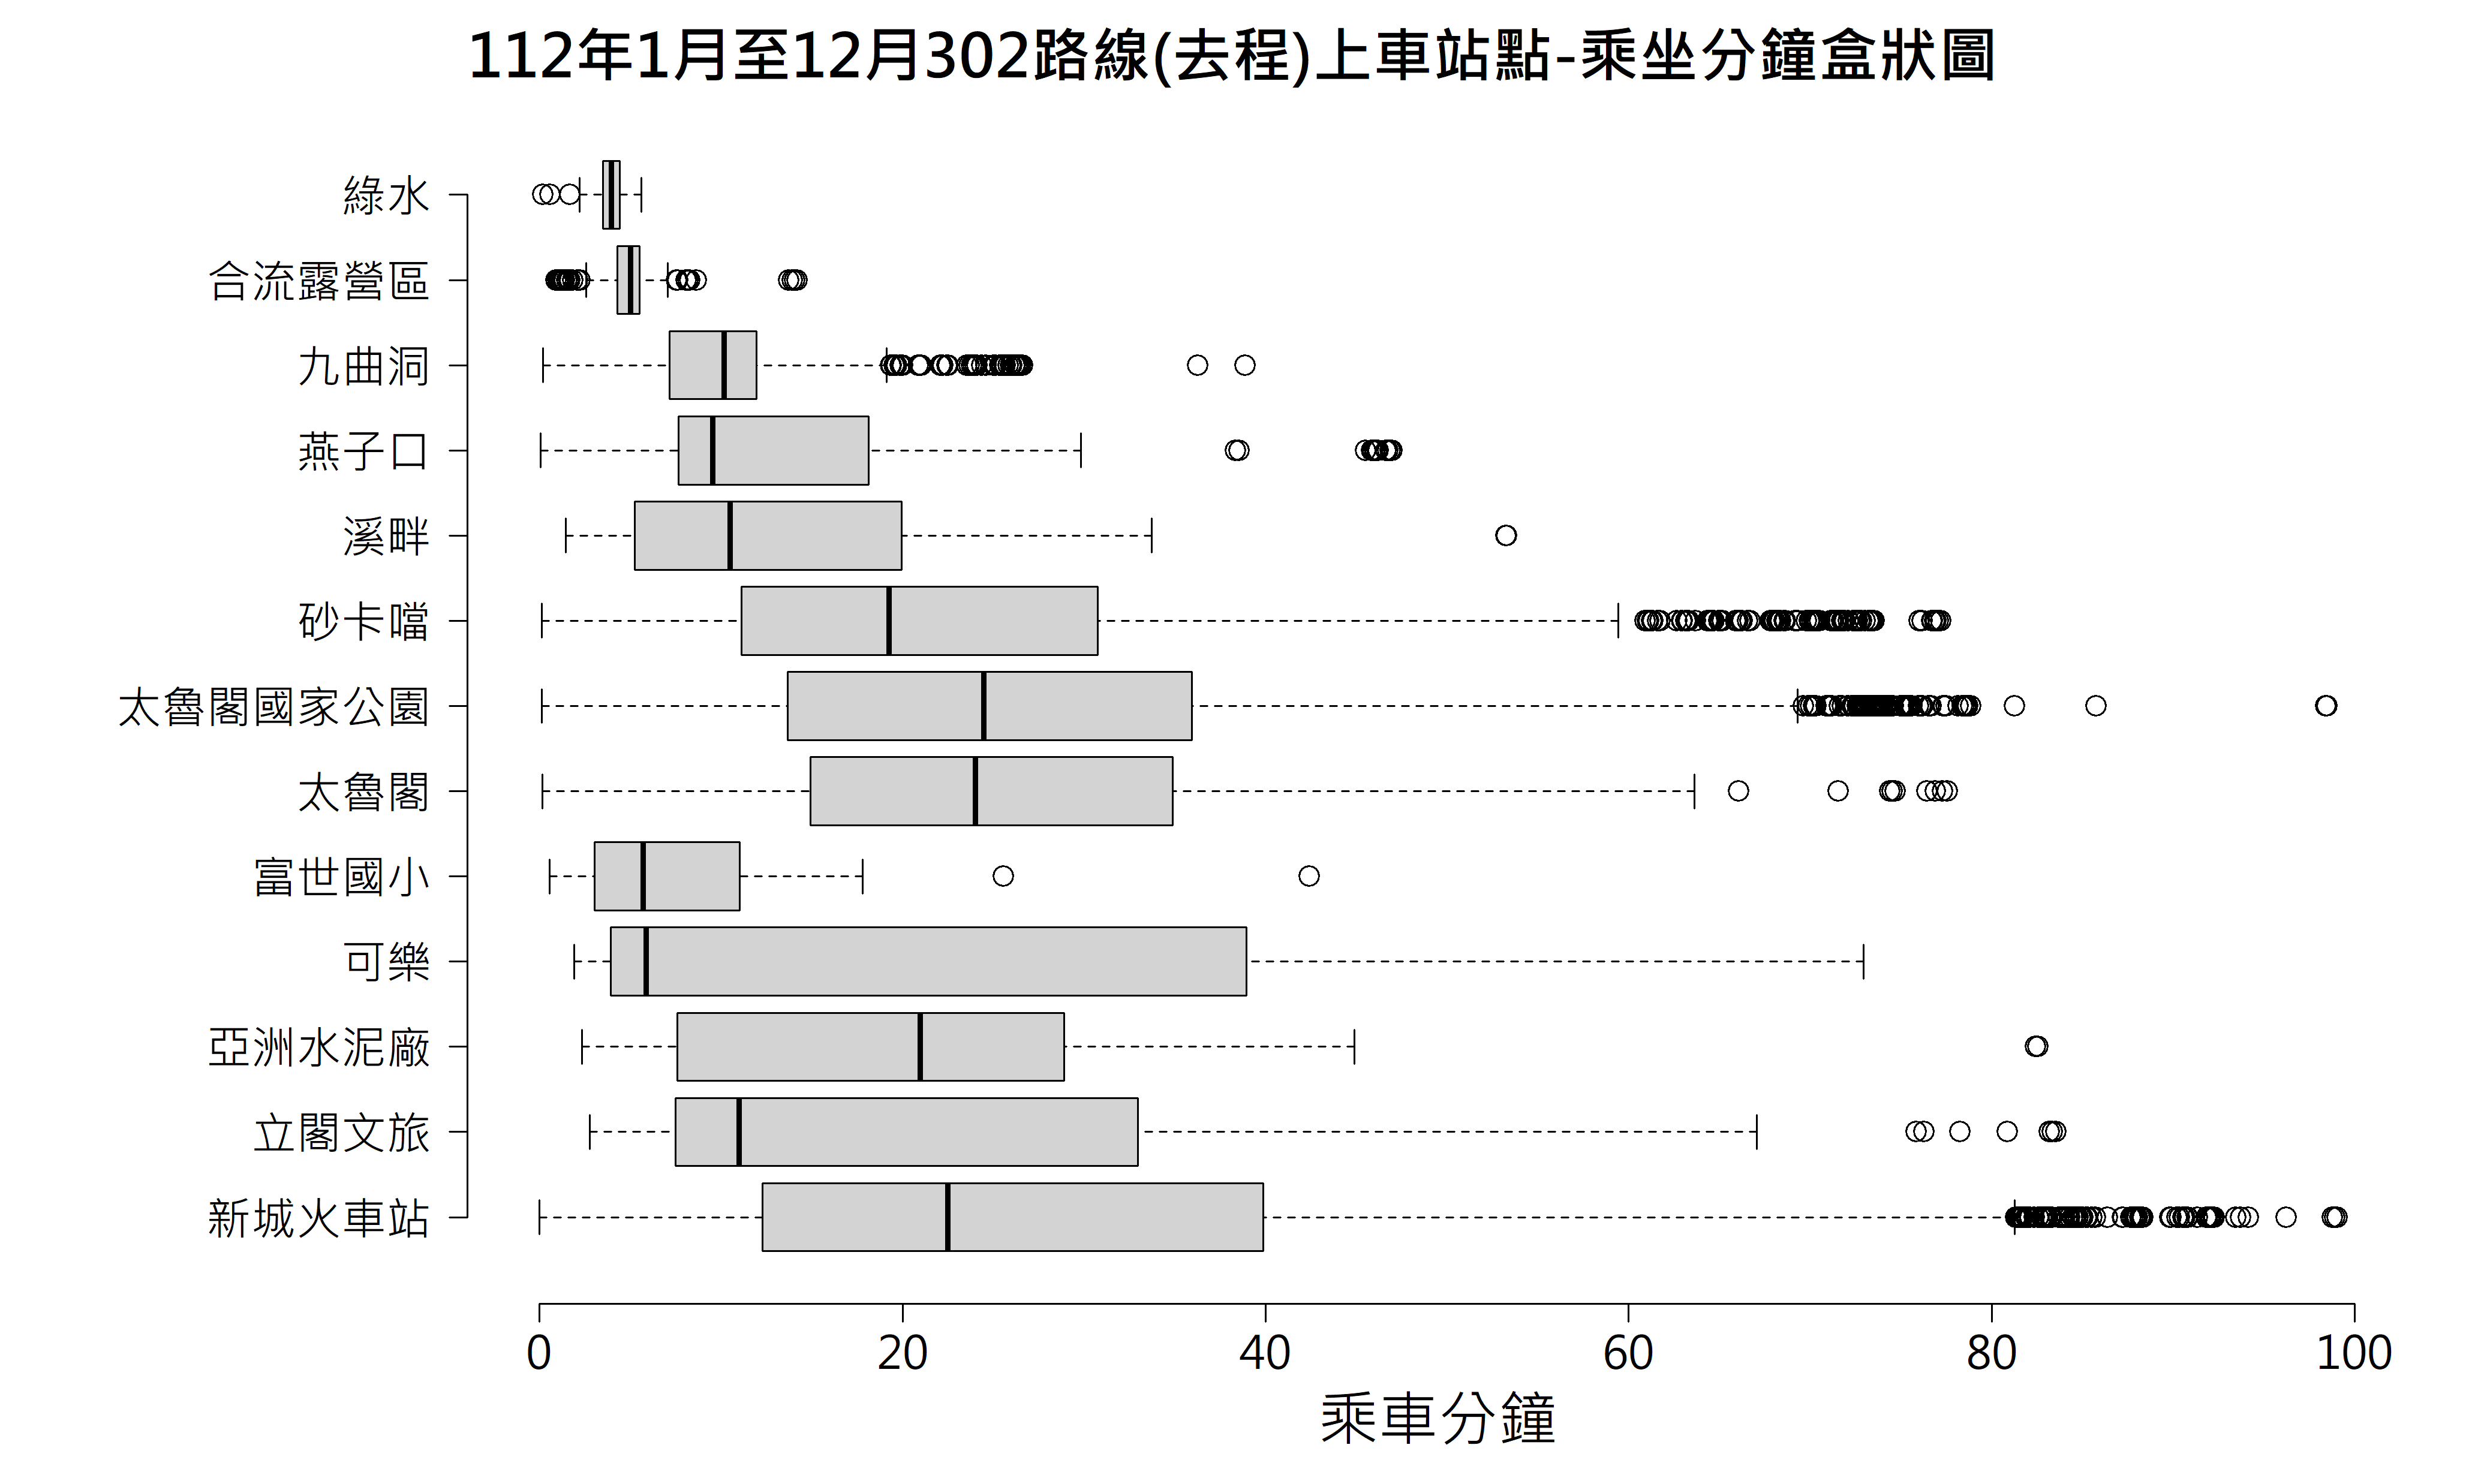 112年1月至12月302路線(去程)上車站點-乘坐分鐘盒狀圖
綠水
合流露營區
九曲洞
燕子口
溪畔
砂卡噹
太魯閣國家公園
太魯閣
富世國小
可樂
亞洲水泥廠
立閣文旅
新城火車站
0 20 40 60 80 100
乘車分鐘